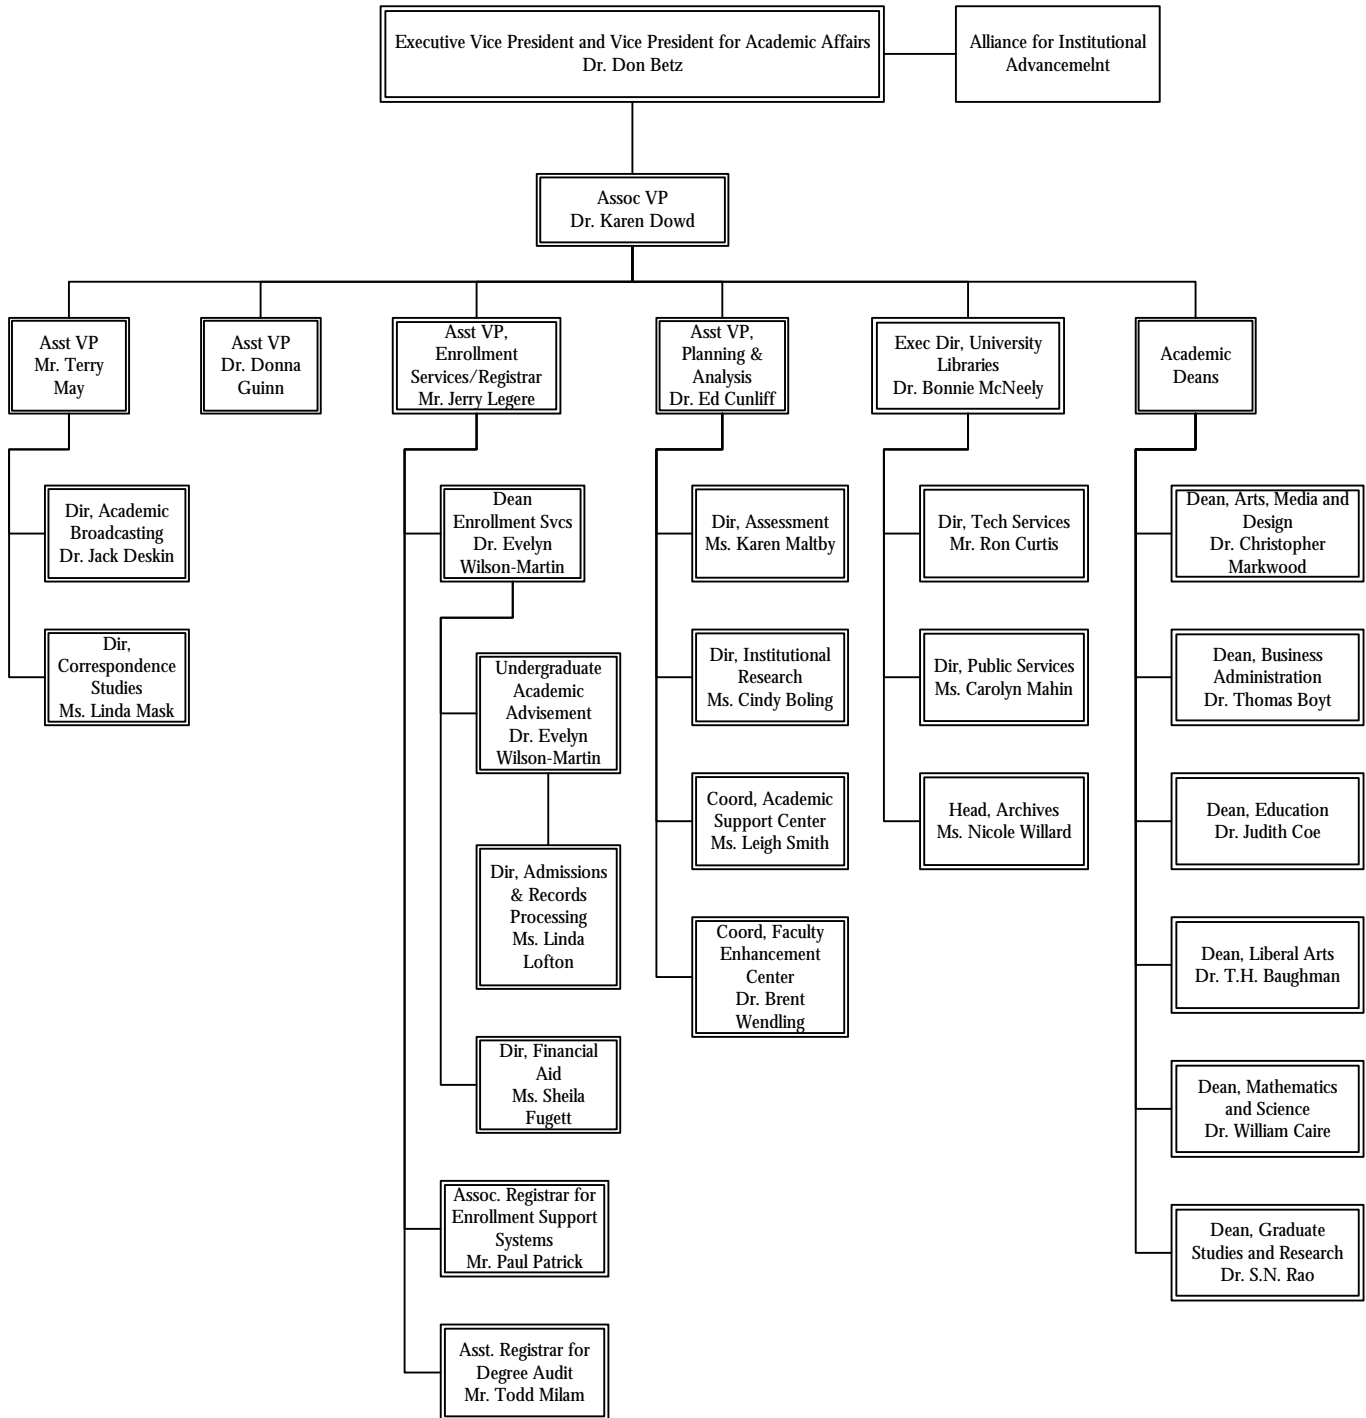 Executive Vice President and Vice President for Academic Affairs
Dr. Don Betz
Alliance for Institutional
Advancemelnt
Assoc VP
Dr. Karen Dowd
Asst VP
Mr. Terry
May
Asst VP
Dr. Donna
Guinn
Asst VP,
Enrollment
Services/Registrar
Mr. Jerry Legere
Asst VP,
Planning &
Analysis
Dr. Ed Cunliff
Exec Dir, University
Libraries
Dr. Bonnie McNeely
Academic
Deans
Dir, Academic
Broadcasting
Dr. Jack Deskin
Dir,
Correspondence
Studies
Ms. Linda Mask
Dean
Enrollment Svcs
Dr. Evelyn
Wilson-Martin
Undergraduate
Academic
Advisement
Dr. Evelyn
Wilson-Martin
Dir, Admissions
& Records
Processing
Ms. Linda
Lofton
Dir, Financial
Aid
Ms. Sheila
Fugett
Assoc. Registrar for
Enrollment Support
Systems
Mr. Paul Patrick
Asst. Registrar for
Degree Audit
Mr. Todd Milam
Dir, Assessment
Ms. Karen Maltby
Dir, Institutional
Research
Ms. Cindy Boling
Coord, Academic
Support Center
Ms. Leigh Smith
Coord, Faculty
Enhancement
Center
Dr. Brent
Wendling
Dir, Tech Services
Mr. Ron Curtis
Dir, Public Services
Ms. Carolyn Mahin
Head, Archives
Ms. Nicole Willard
Dean, Arts, Media and
Design
Dr. Christopher
Markwood
Dean, Business
Administration
Dr. Thomas Boyt
Dean, Education
Dr. Judith Coe
Dean, Liberal Arts
Dr. T.H. Baughman
Dean, Mathematics
and Science
Dr. William Caire
Dean, Graduate
Studies and Research
Dr. S.N. Rao